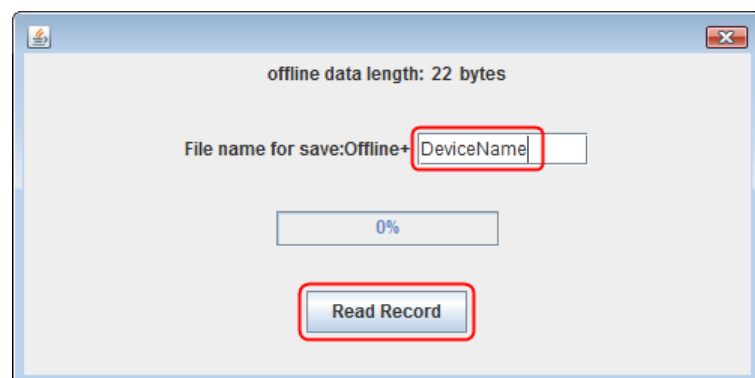 offline data length: 22 bytes
File name for save:Offline+ DeviceName
0%
Read Record